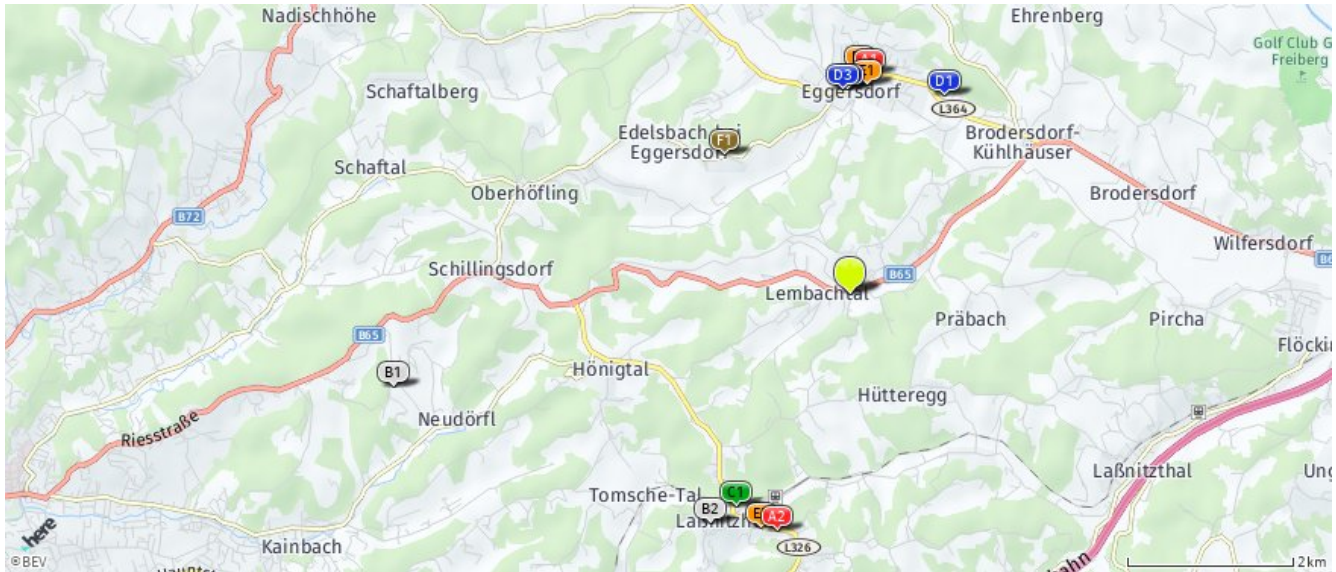 Nadischhöhe
Ehrenberg
Golf Club G
Freiberg
Schaftalberg
D3
E1
D1
Eggersdorf
L364
Edelsbach bei
Eggersdorf
F1
Brodersdorf-
Kühlhäuser
Schaftal
Oberhöfling
Brodersdorf
B72
Wilfersdorf
Schillingsdorf
B65
Lembachtal
Präbach
Pircha
B65
Flöckin
B1
Hönigtal
Hütteregg
Neudörfl
Riesstraße
Laßnitzthal
Tomsche-Tal
C1
B2
A2
L326
Kainbach
here
©BEV
2km